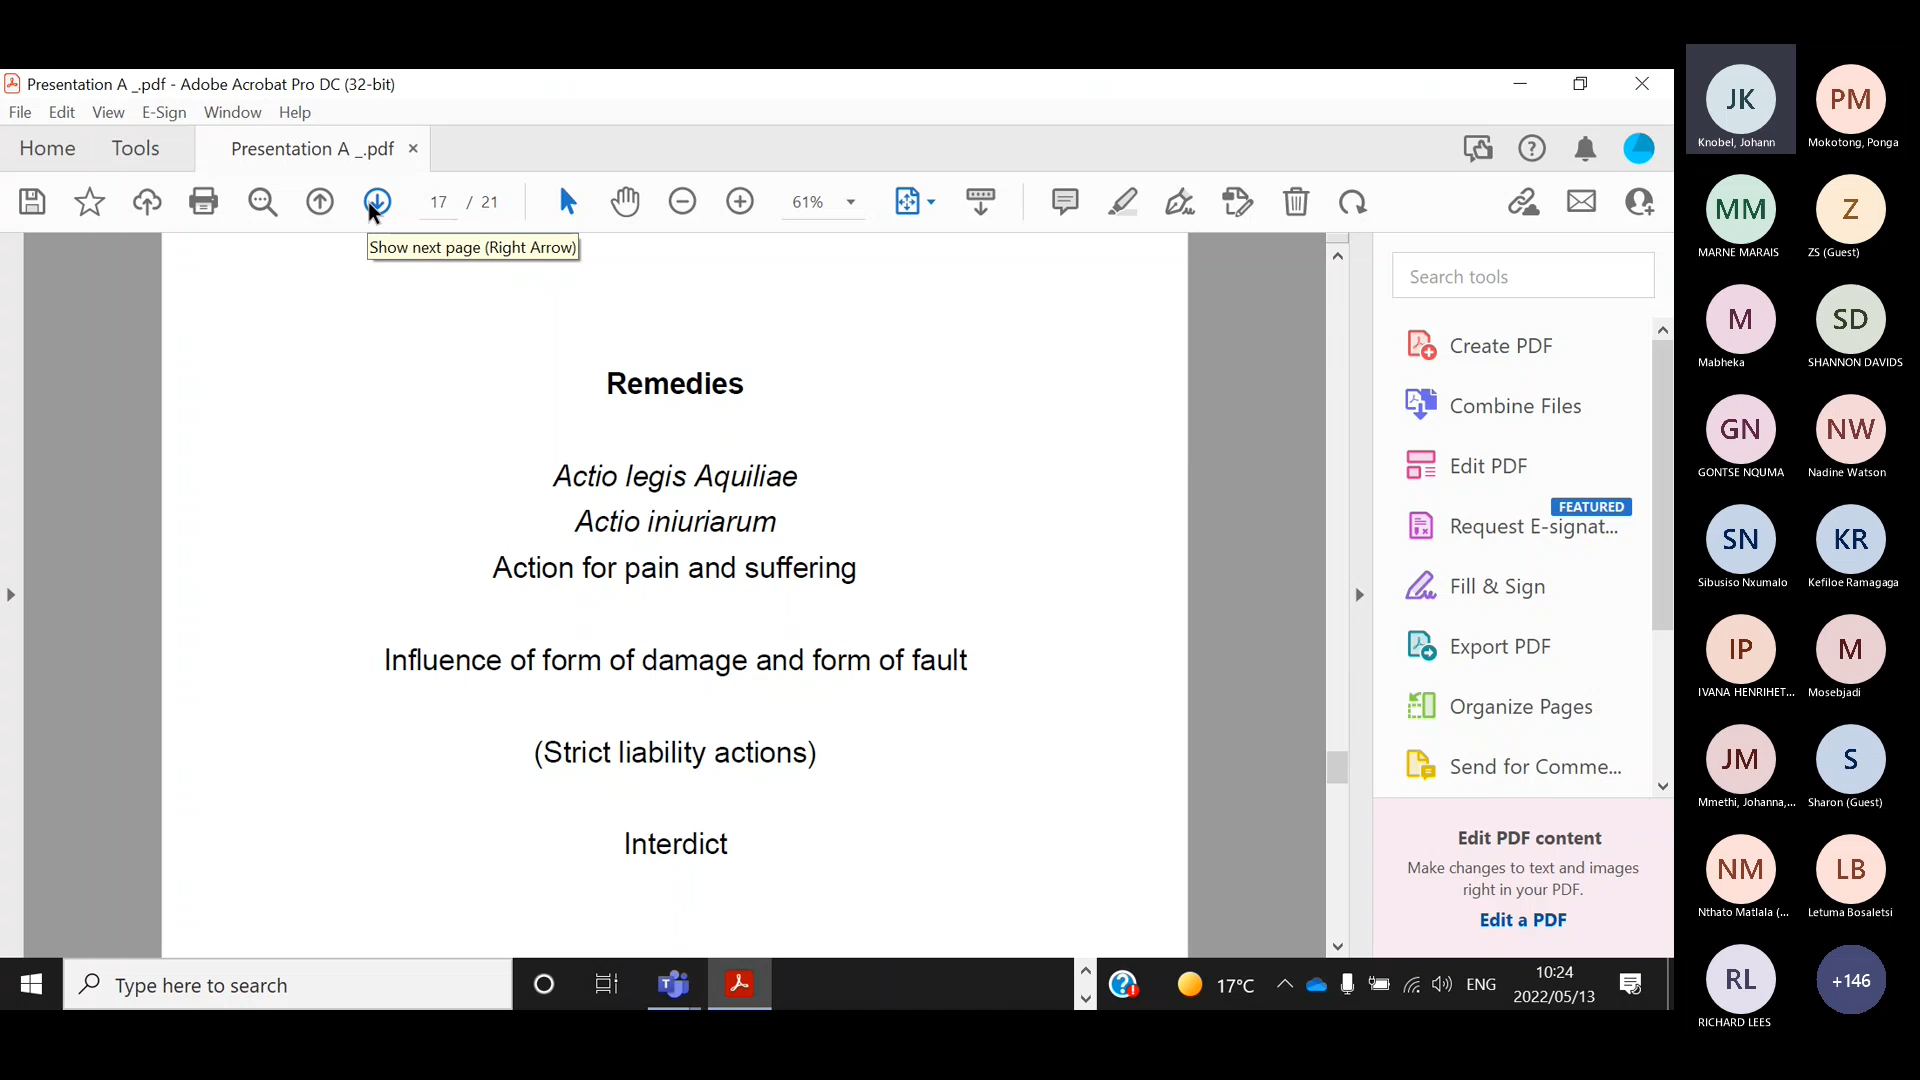 Presentation A _.pdf - Adobe Acrobat Pro DC (32-bit)
File Edit View E-Sign Window Help
Home Tools Presentation A _.pdf ×
17 / 21 61%
Show next page (Right Arrow)
Remedies
Actio legis Aquiliae
Actio iniuriarum
Action for pain and suffering
Influence of form of damage and form of fault
(Strict liability actions)
Interdict
Search tools
Create PDF
Combine Files
Edit PDF
FEATURED
Request E-signat...
Fill & Sign
Export PDF
Organize Pages
Send for Comme...
Edit PDF content
Make changes to text and images
right in your PDF.
Edit a PDF
Type here to search
17°C
ENG
10:24
2022/05/13
JK PM
Knobel, Johann Mokotong, Ponga
MM Z
MARNE MARAIS ZS (Guest)
M SD
Mabheka SHANNON DAVIDS
GN NW
GONTSE NQUMA Nadine Watson
SN KR
Sibusiso Nxumalo Kefiloe Ramagaga
IP M
IVANA HENRIHET... Mosebjadi
JM S
Mmethi, Johanna,... Sharon (Guest)
NM LB
Nthato Matlala (... Letuma Bosaletsi
RL +146
RICHARD LEES